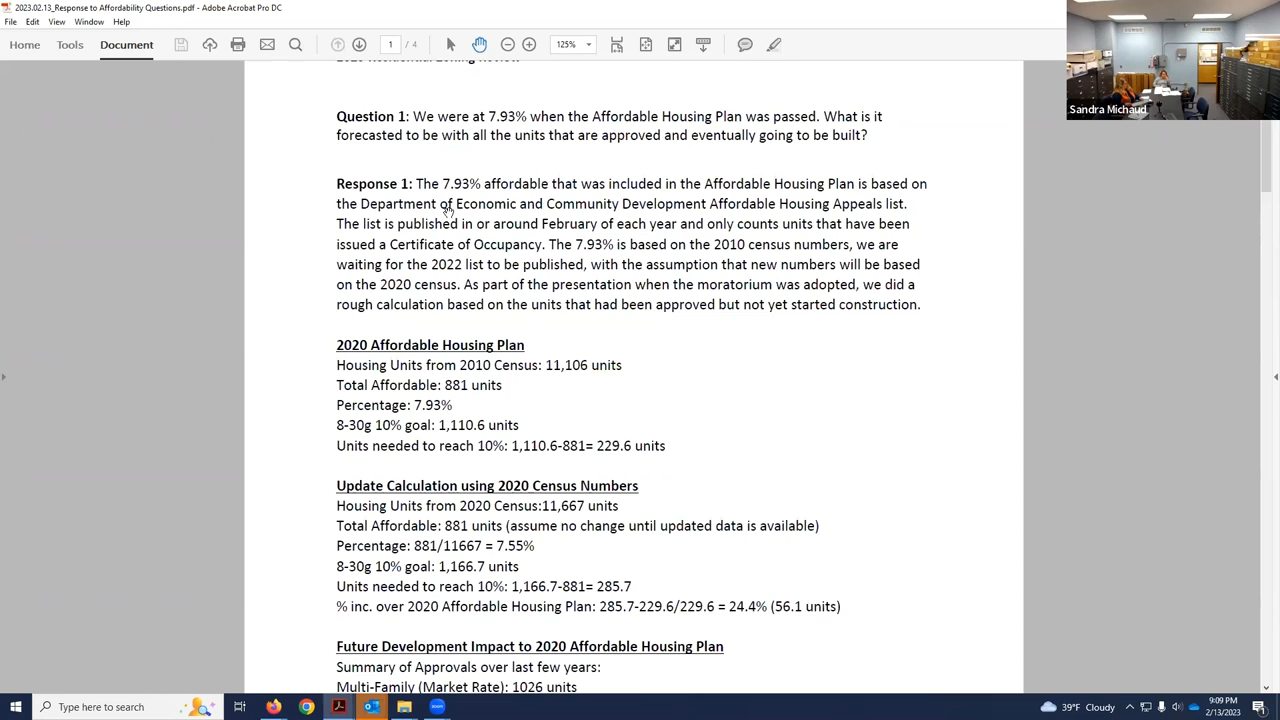 2023.02.13_Response to Affordability Questions.pdf - Adobe Acrobat Pro DC
File Edit View Window Help
Home Tools Document 1 / 4 125%
2023 Residential Zoning Review
Sandra Michaud
Question 1: We were at 7.93% when the Affordable Housing Plan was passed. What is it
forecasted to be with all the units that are approved and eventually going to be built?
Response 1: The 7.93% affordable that was included in the Affordable Housing Plan is based on
the Department of Economic and Community Development Affordable Housing Appeals list.
The list is published in or around February of each year and only counts units that have been
issued a Certificate of Occupancy. The 7.93% is based on the 2010 census numbers, we are
waiting for the 2022 list to be published, with the assumption that new numbers will be based
on the 2020 census. As part of the presentation when the moratorium was adopted, we did a
rough calculation based on the units that had been approved but not yet started construction.
2020 Affordable Housing Plan
Housing Units from 2010 Census: 11,106 units
Total Affordable: 881 units
Percentage: 7.93%
8-30g 10% goal: 1,110.6 units
Units needed to reach 10%: 1,110.6-881= 229.6 units
Update Calculation using 2020 Census Numbers
Housing Units from 2020 Census:11,667 units
Total Affordable: 881 units (assume no change until updated data is available)
Percentage: 881/11667 = 7.55%
8-30g 10% goal: 1,166.7 units
Units needed to reach 10%: 1,166.7-881= 285.7
% inc. over 2020 Affordable Housing Plan: 285.7-229.6/229.6 = 24.4% (56.1 units)
Future Development Impact to 2020 Affordable Housing Plan
Summary of Approvals over last few years:
Multi-Family (Market Rate): 1026 units
Type here to search
39°F Cloudy
9:09 PM
2/13/2023